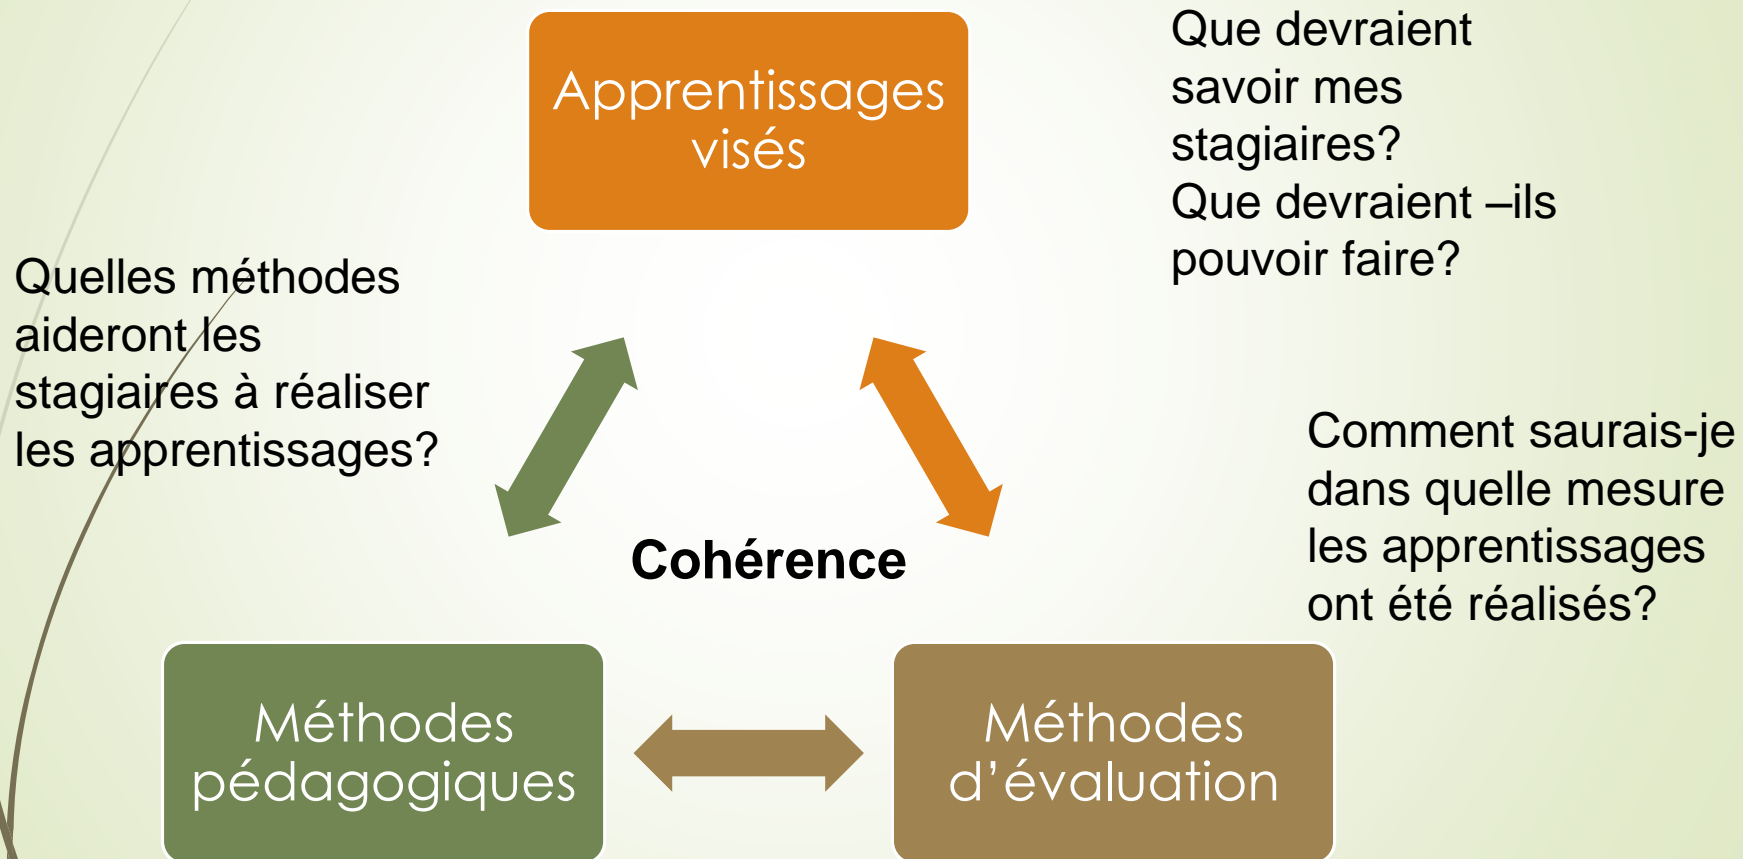 Apprentissages
visés
Que devraient
savoir mes
stagiaires?
Que devraient –ils
pouvoir faire?
Quelles méthodes
aideront les
stagiaires à réaliser
les apprentissages?
Comment saurais-je
dans quelle mesure
les apprentissages
ont été réalisés?
Cohérence
Méthodes
pédagogiques
Méthodes
d’évaluation